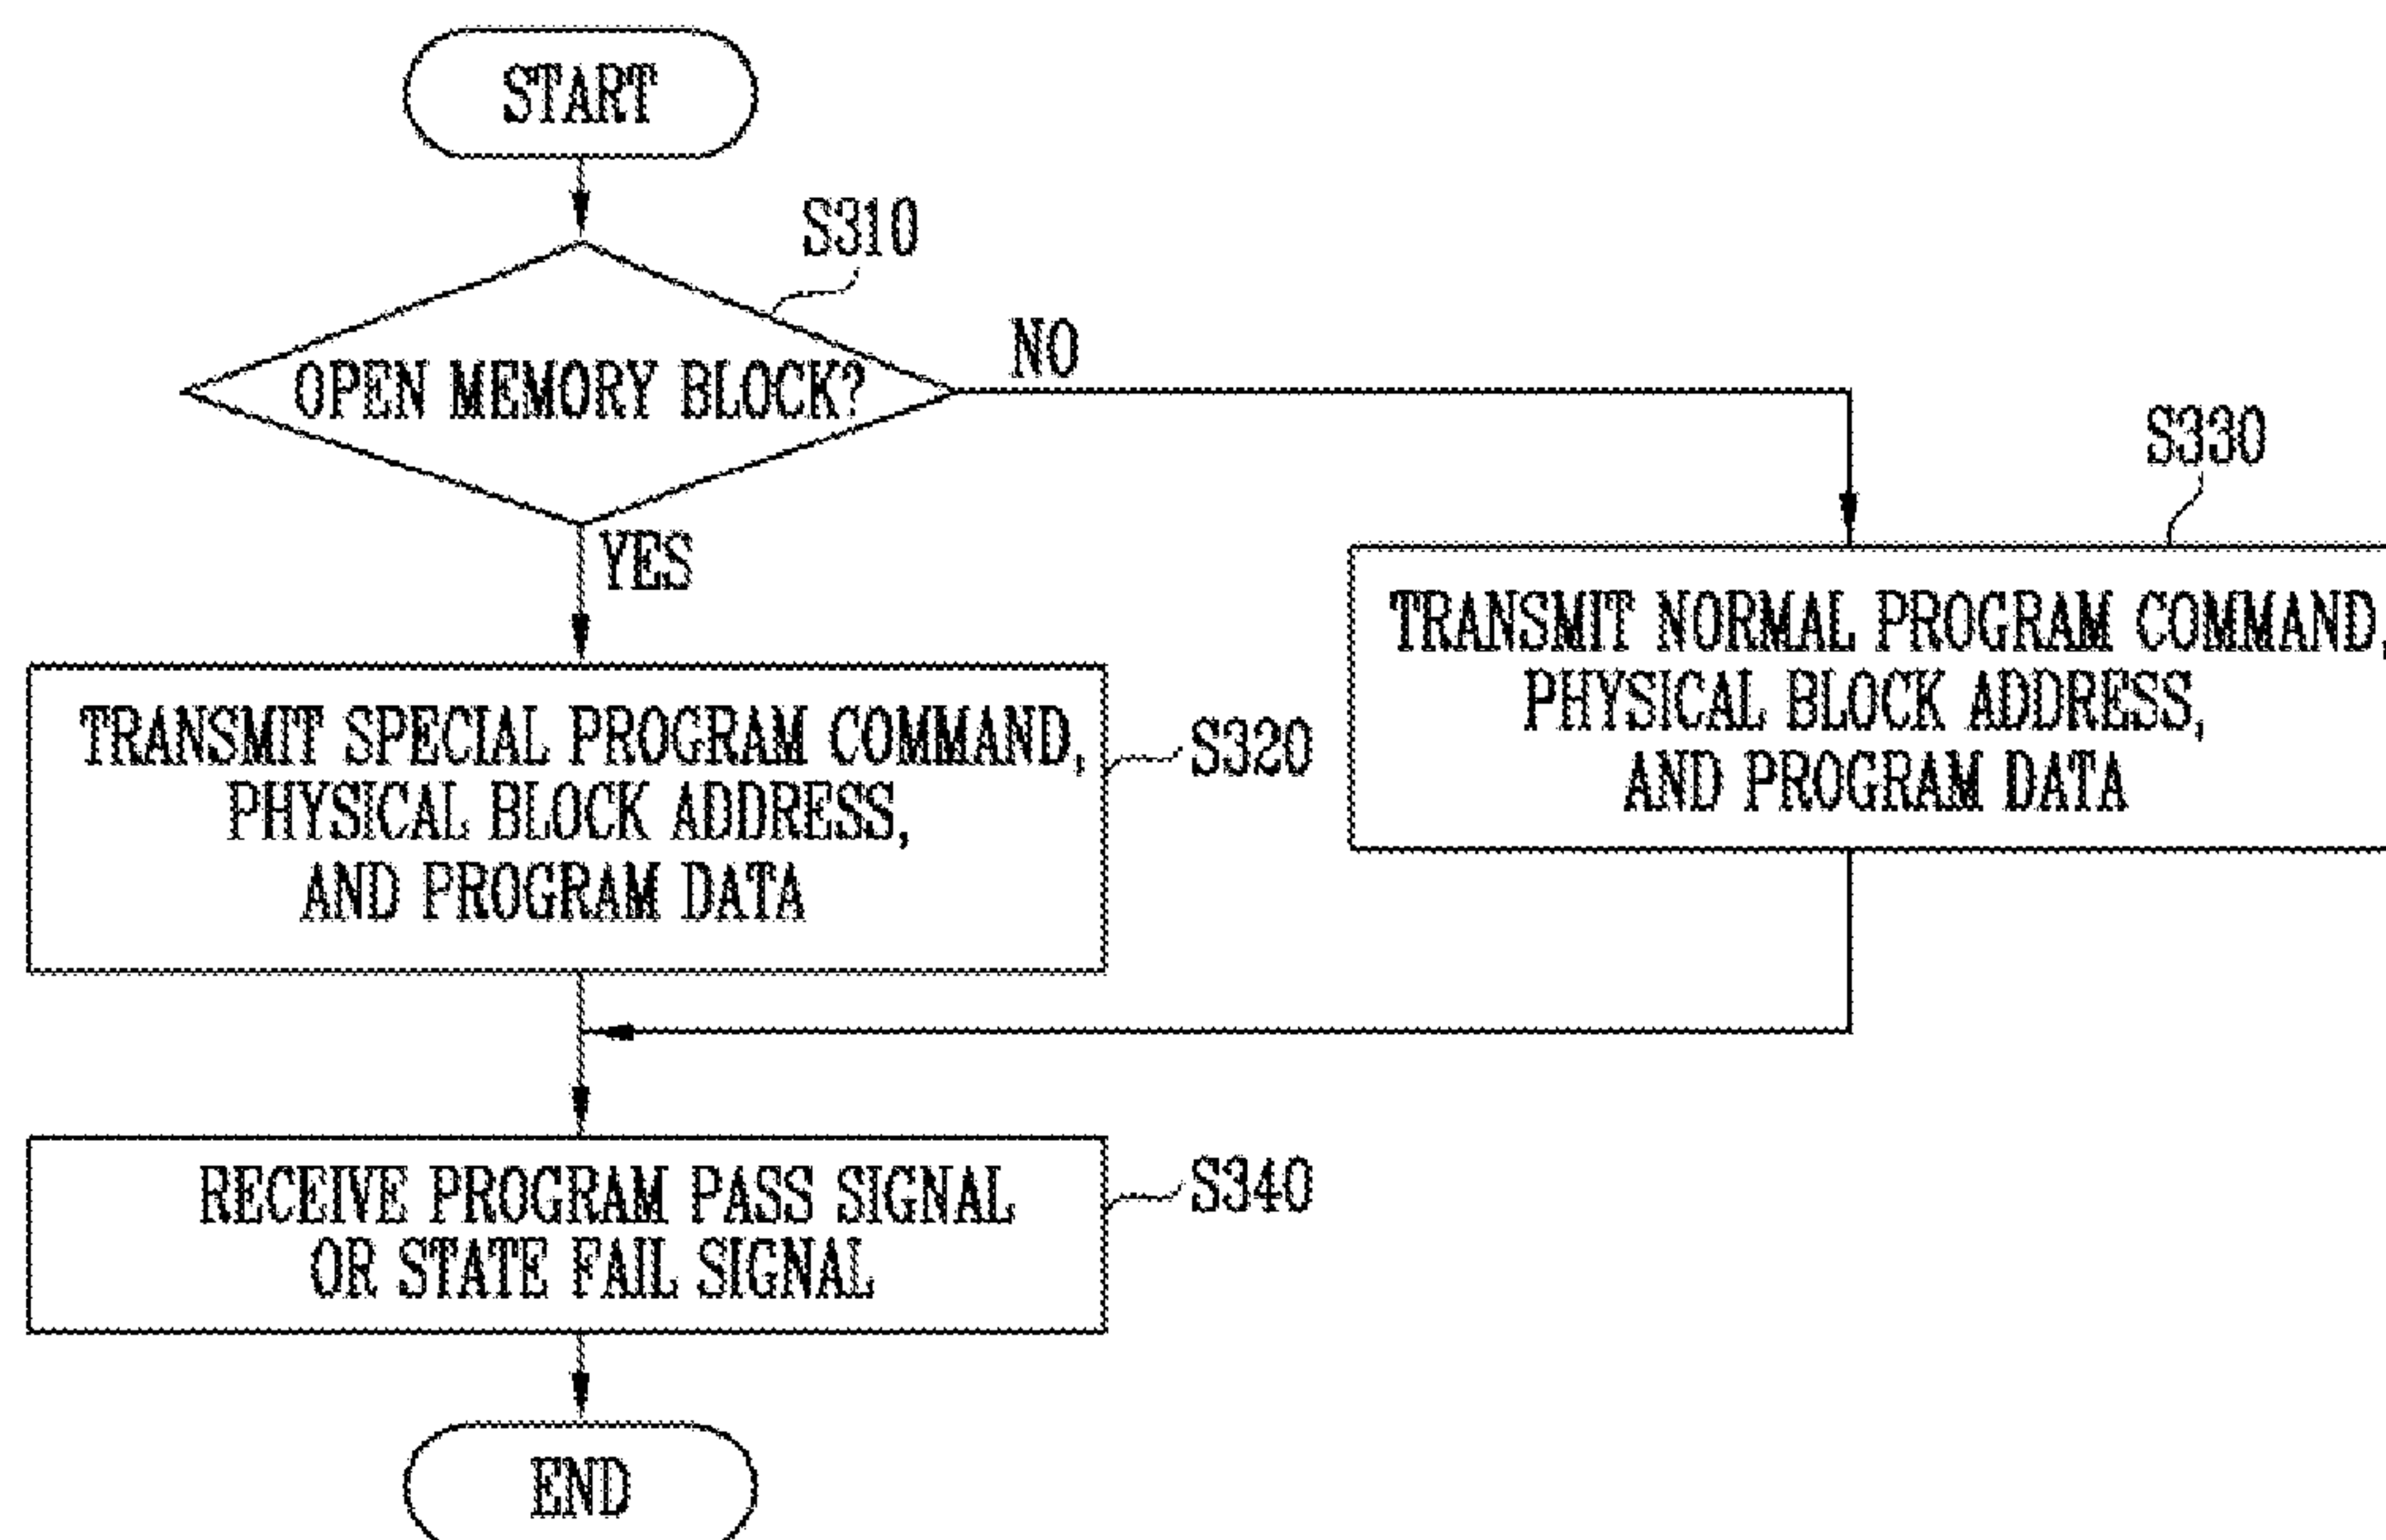 START
S310
OPEN MEMORY BLOCK?
NO
YES
S330
TRANSMIT NORMAL PROGRAM COMMAND,
PHYSICAL BLOCK ADDRESS,
AND PROGRAM DATA
TRANSMIT SPECIAL PROGRAM COMMAND,
PHYSICAL BLOCK ADDRESS,
AND PROGRAM DATA
S320
RECEIVE PROGRAM PASS SIGNAL
OR STATE FAIL SIGNAL
S340
END